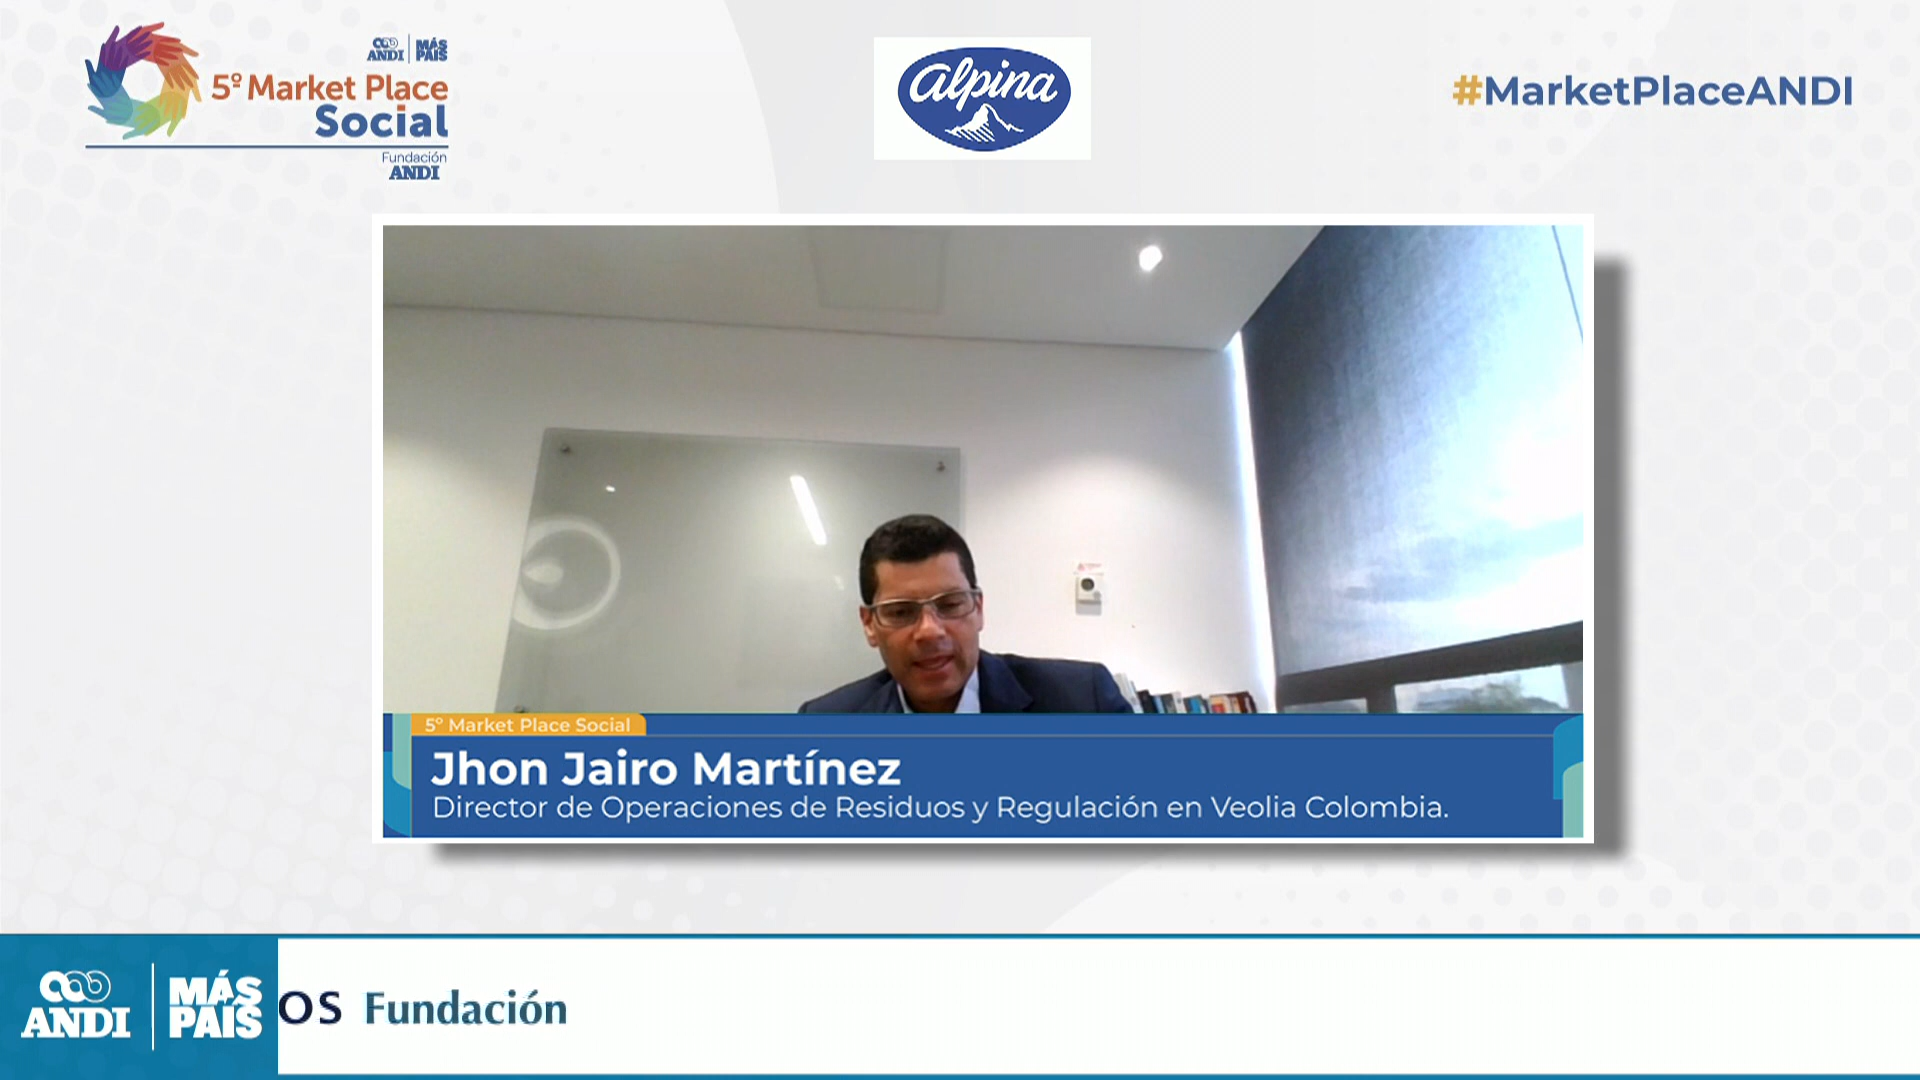 ANDI MÁS PAÍS
5º Market Place
Social
Fundación
ANDI
alpina
#MarketPlaceANDI
5º Market Place Social
Jhon Jairo Martínez
Director de Operaciones de Residuos y Regulación en Veolia Colombia.
ANDI MÁS PAÍS
OS Fundación